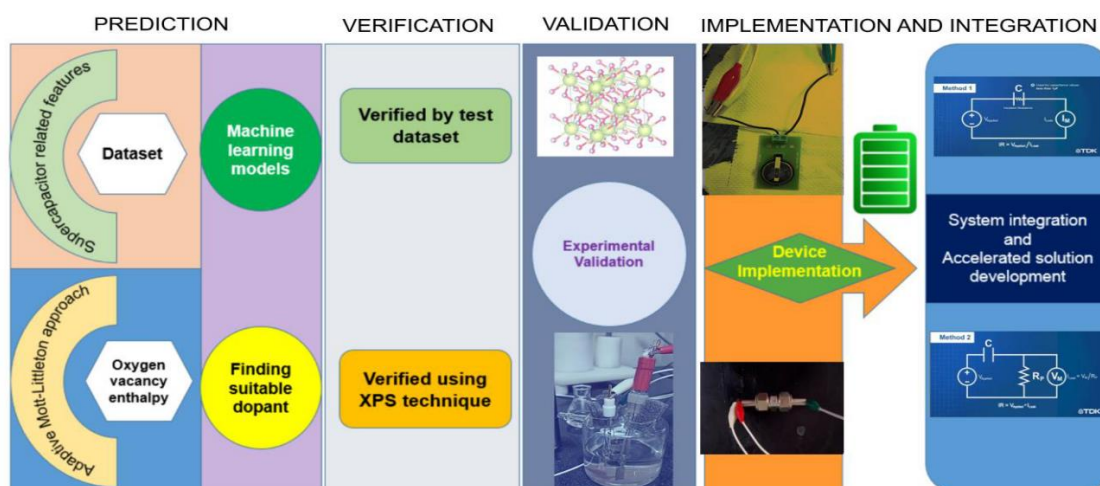 PREDICTION
VERIFICATION
VALIDATION
IMPLEMENTATION AND INTEGRATION
Supercapacitor related features
Dataset
Machine
learning
models
Verified by test
dataset
Experimental
Validation
Device
Implementation
Method 1
C
IR =
TDK
System integration
and
Accelerated solution
development
Adaptive Mott-Littleton approach
Oxygen
vacancy
enthalpy
Finding
suitable
dopant
Verified using
XPS technique
Method 2
C
TDK